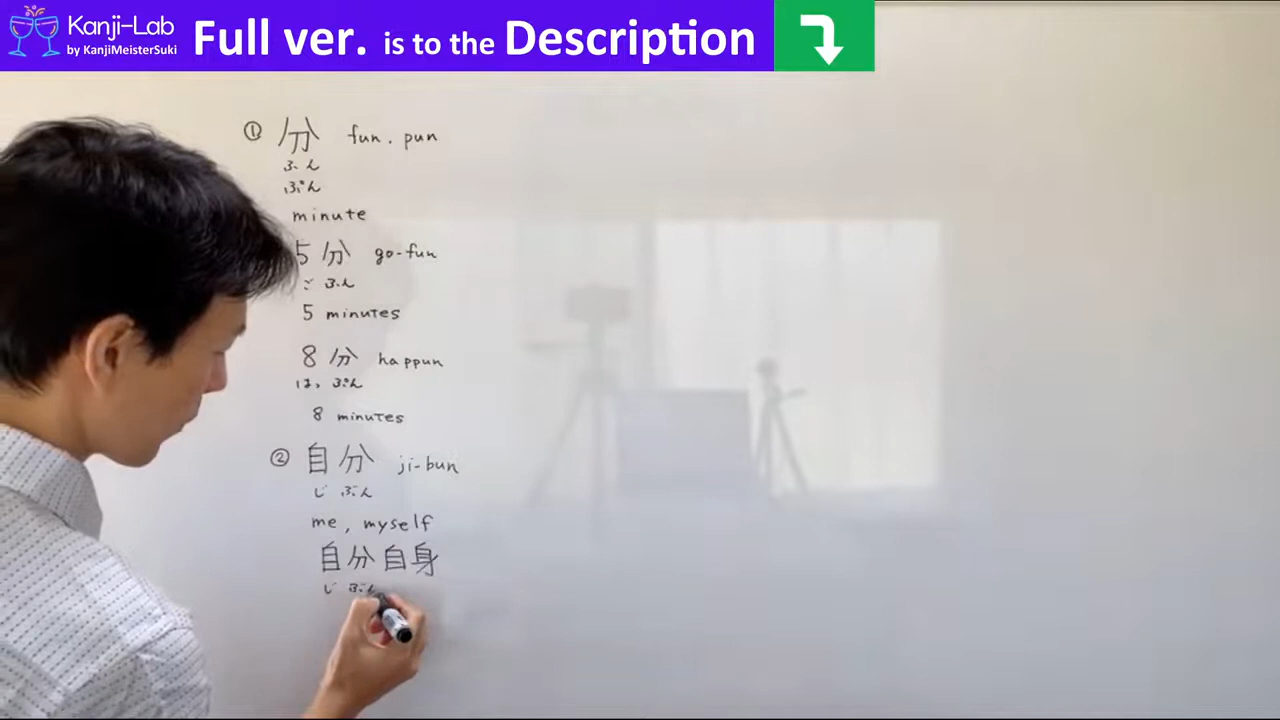 Kanji-Lab
by KanjiMeisterSuki
Full ver. is to the Description
① 分 fun. pun
ふん
ぷん
minute
5分 go-fun
ご ふん
5 minutes
8分 happun
はっ ぷん
8 minutes
② 自分 ji-bun
じ ぶん
me, myself
自分自身
じ ぶん